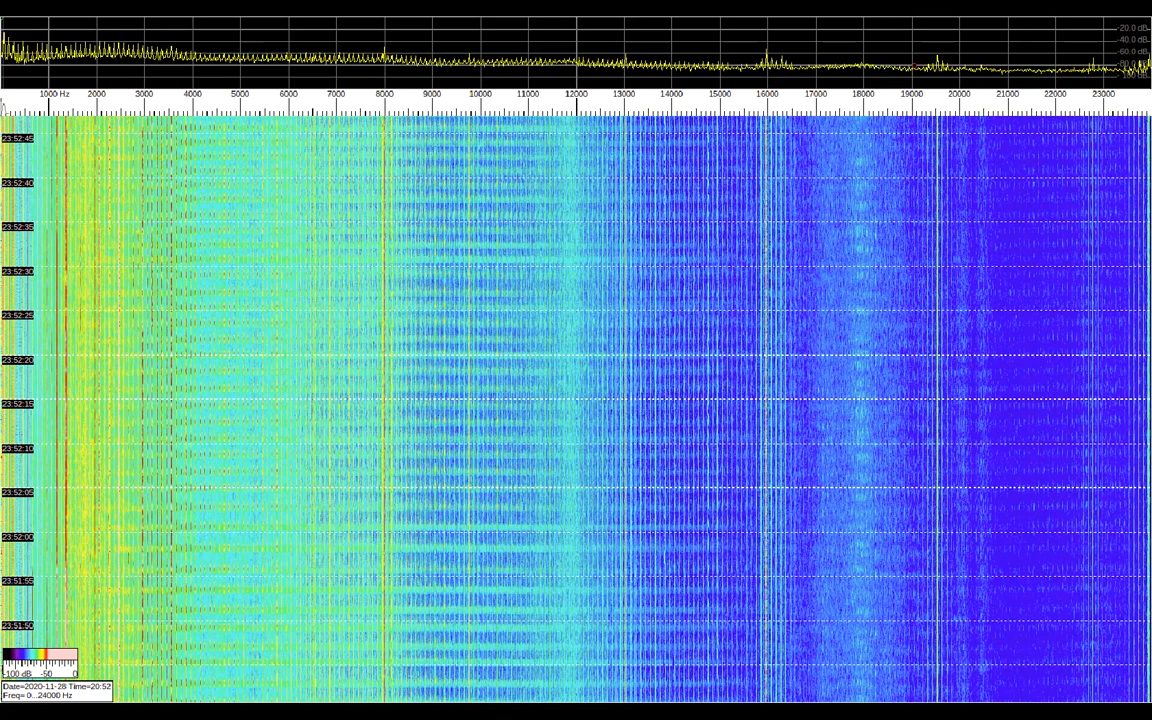 -20.0 dB
-40.0 dB
-60.0 dB
-80.0 dB
1000 Hz 2000 3000 4000 5000 6000 7000 8000 9000 10000 11000 12000 13000 14000 15000 16000 17000 18000 19000 20000 21000 22000 23000
23:52:45
23:52:40
23:52:35
23:52:30
23:52:25
23:52:20
23:52:15
23:52:10
23:52:05
23:52:00
23:51:55
23:51:50
-100 dB -50 0
Date=2020-11-28 Time=20:52
Freq= 0...24000 Hz